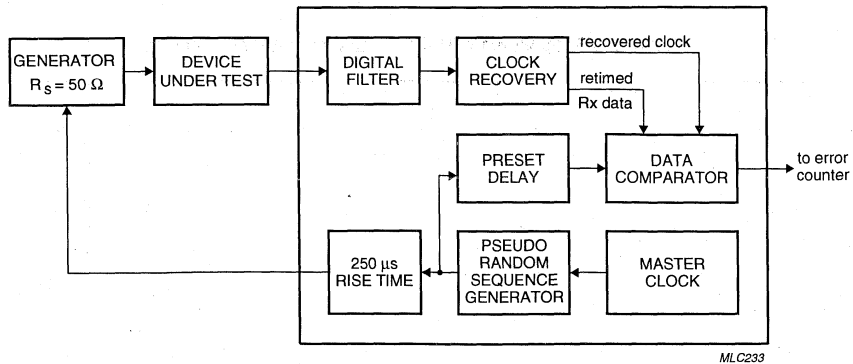 GENERATOR
RS = 50 Ω
DEVICE
UNDER TEST
DIGITAL
FILTER
CLOCK
RECOVERY
recovered clock
retimed
Rx data
PRESET
DELAY
DATA
COMPARATOR
to error
counter
250 µs
RISE TIME
PSEUDO
RANDOM
SEQUENCE
GENERATOR
MASTER
CLOCK
MLC233